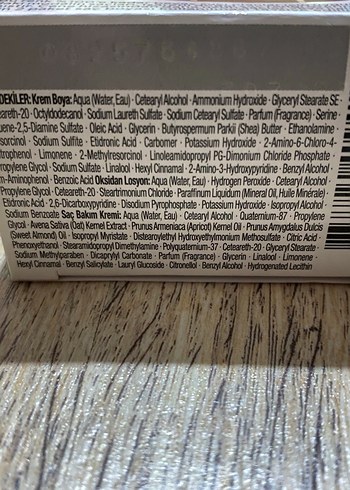 DEKİLER: Krem Boya: Aqua (Water, Eau) · Cetearyl Alcohol · Ammonium Hydroxide · Glyceryl Stearate SE·
eareth-20 · Octyldodecanol · Sodium Laureth Sulfate · Sodium Cetearyl Sulfate · Parfum (Fragrance) · Serine ·
uene-2,5-Diamine Sulfate · Oleic Acid · Glycerin · Butyrospermum Parkii (Shea) Butter · Ethanolamine ·
sorcinol · Sodium Sulfite · Etidronic Acid · Carbomer · Potassium Hydroxide · 2-Amino-6-Chloro-4-
trophenol · Limonene · 2-Methylresorcinol · Linoleamidopropyl PG-Dimonium Chloride Phosphate ·
ropylene Glycol · Sodium Sulfate · Linalool · Hexyl Cinnamal · 2-Amino-3-Hydroxypyridine · Benzyl Alcohol ·
m-Aminophenol · Benzoic Acid Oksidan Losyon: Aqua (Water, Eau) · Hydrogen Peroxide · Cetearyl Alcohol ·
Propylene Glycol · Ceteareth-20 · Steartrimonium Chloride · Paraffinum Liquidum (Mineral Oil, Huile Minérale) ·
Etidronic Acid · 2,6-Dicarboxypyridine · Disodium Pyrophosphate · Potassium Hydroxide · Isopropyl Alcohol ·
Sodium Benzoate Saç Bakım Kremi: Aqua (Water, Eau) · Cetearyl Alcohol · Quaternium-87 · Propylene
Glycol · Avena Sativa (Oat) Kernel Extract · Prunus Armeniaca (Apricot) Kernel Oil · Prunus Amygdalus Dulcis
(Sweet Almond) Oil · Isopropyl Myristate · Distearoylethyl Hydroxyethylmonium Methosulfate · Citric Acid ·
Phenoxyethanol · Stearamidopropyl Dimethylamine · Polyquaternium-37 · Ceteareth-20 · Glyceryl Stearate ·
Sodium Methylparaben · Dicaprylyl Carbonate · Parfum (Fragrance) · Glycerin · Linalool · Limonene ·
Hexyl Cinnamal · Benzyl Salicylate · Lauryl Glucoside · Citronellol · Benzyl Alcohol · Hydrogenated Lecithin